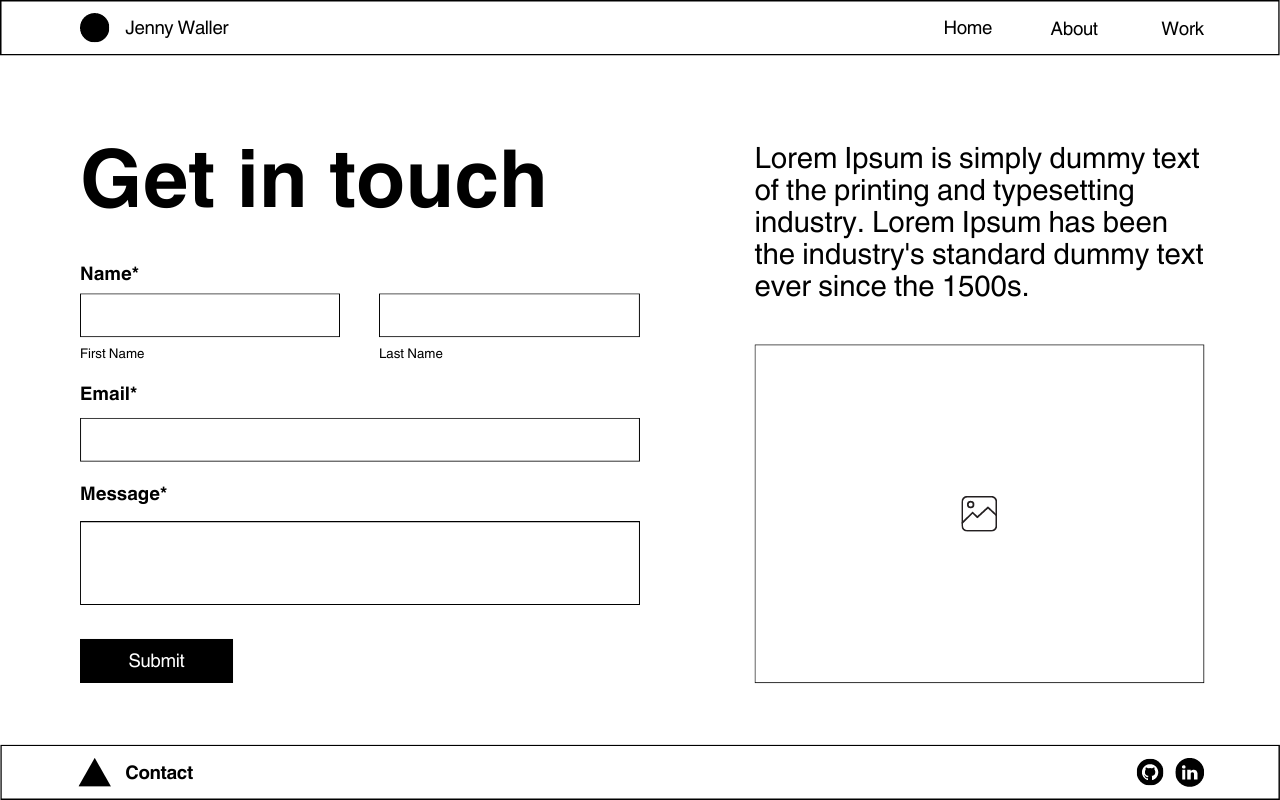 Jenny Waller
Home
About
Work
Get in touch
Name*
First Name
Last Name
Email*
Message*
Submit
Lorem Ipsum is simply dummy text
of the printing and typesetting
industry. Lorem Ipsum has been
the industry's standard dummy text
ever since the 1500s.
Contact
in